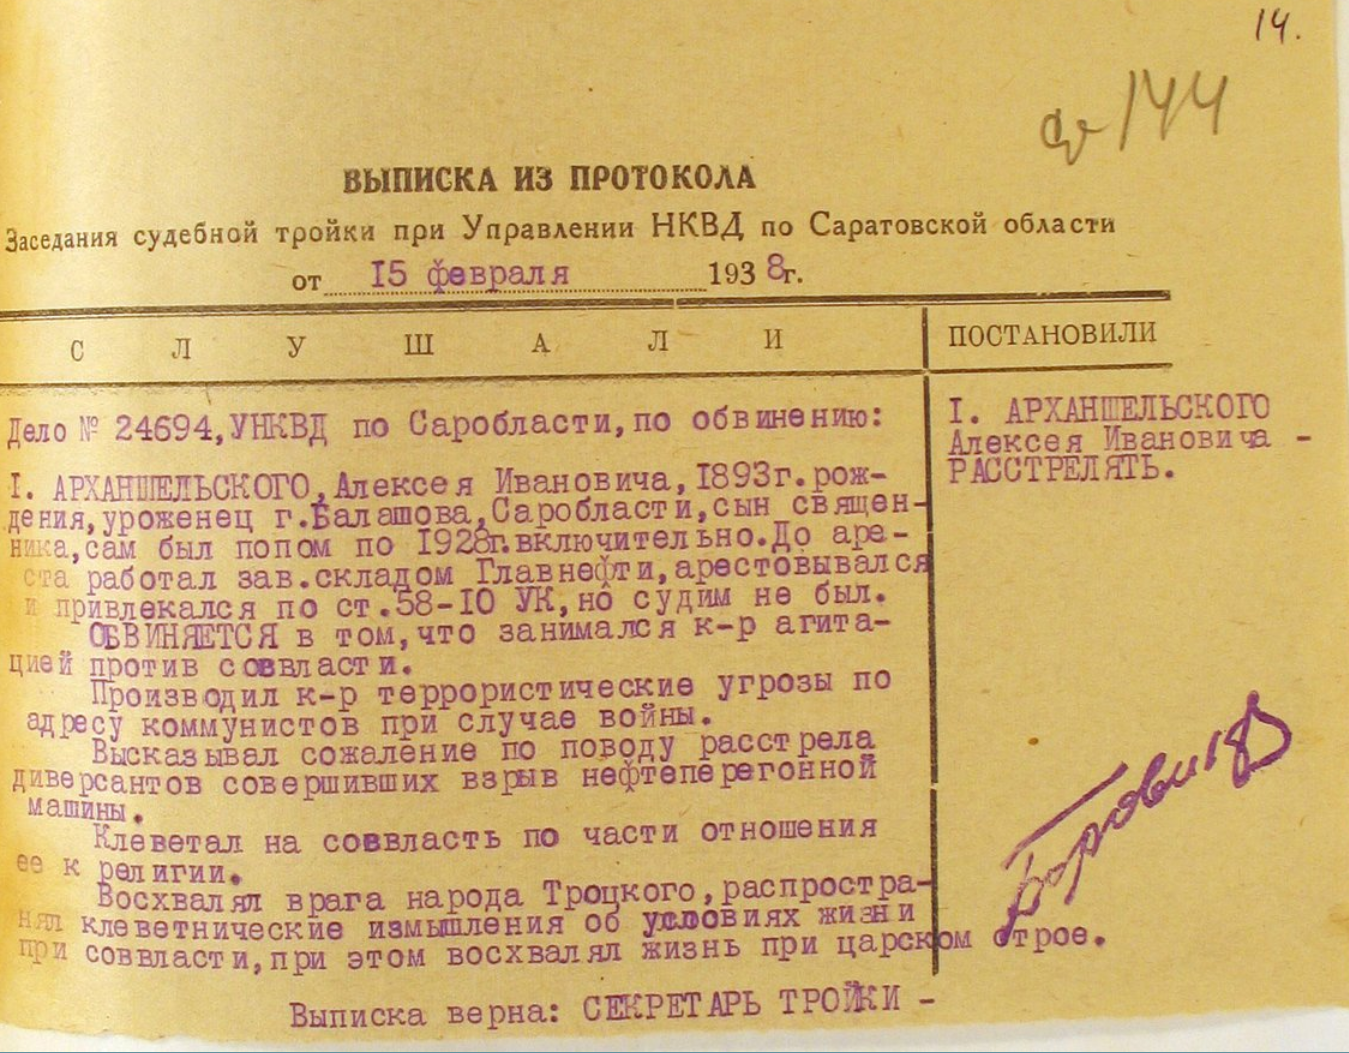 14.
144
ВЫПИСКА ИЗ ПРОТОКОЛА
Заседания судебной тройки при Управлении НКВД по Саратовской области
от 15 февраля 1938г.
СЛУШАЛИ
ПОСТАНОВИЛИ
Дело № 24694, УНКВД по Саробласти, по обвинению:
I. АРХАНШЕЛЬСКОГО, Алексея Ивановича, 1893г. рож-
дения, уроженец г.Балашова, Саробласти, сын священ-
ника, сам был попом по 1928г.включительно. До аре-
ста работал зав.складом Главнефти, арестовывался
и привлекался по ст.58-10 УК, но судим не был.
ОБВИНЯЕТСЯ в том, что занимался к-р агита-
цией против соввласти.
Производил к-р террористические угрозы по
адресу коммунистов при случае войны.
Высказывал сожаление по поводу расстрела
диверсантов совершивших взрыв нефтеперегонной
машины.
Клеветал на соввласть по части отношения
ее к религии.
Восхвалял врага народа Троцкого, распростра-
нял клеветнические измышления об условиях жизни
при соввласти, при этом восхвалял жизнь при царском строе.
I. АРХАНШЕЛЬСКОГО
Алексея Ивановича -
РАССТРЕЛЯТЬ.
Выписка верна: СЕКРЕТАРЬ ТРОЙКИ -